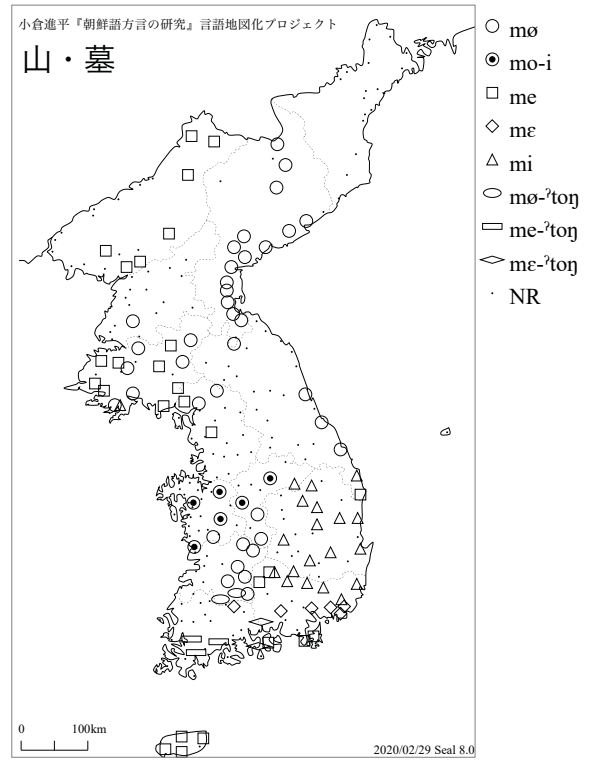 小倉進平『朝鮮語方言の研究』言語地図化プロジェクト
山・墓
mø
mo-i
me
mɛ
mi
mø-ˀtoŋ
me-ˀtoŋ
mɛ-ˀtoŋ
NR
0 100km
2020/02/29 Seal 8.0